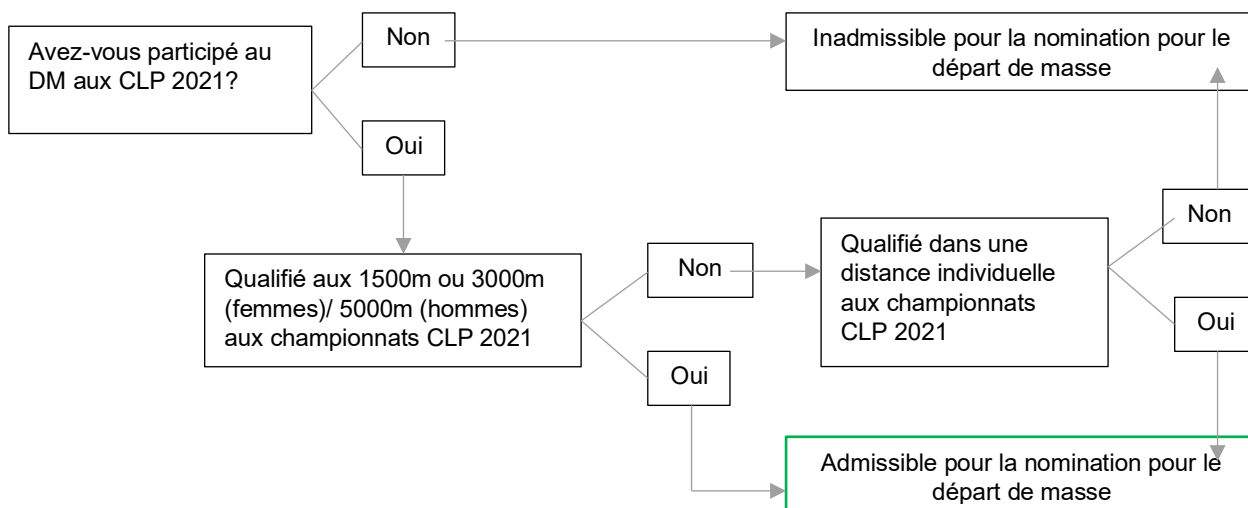 Avez-vous participé au
DM aux CLP 2021?
Non
Inadmissible pour la nomination pour le
départ de masse
Oui
Qualifié aux 1500m ou 3000m
(femmes)/ 5000m (hommes)
aux championnats CLP 2021
Non
Qualifié dans une
distance individuelle
aux championnats
CLP 2021
Non
Oui
Oui
Admissible pour la nomination pour le
départ de masse